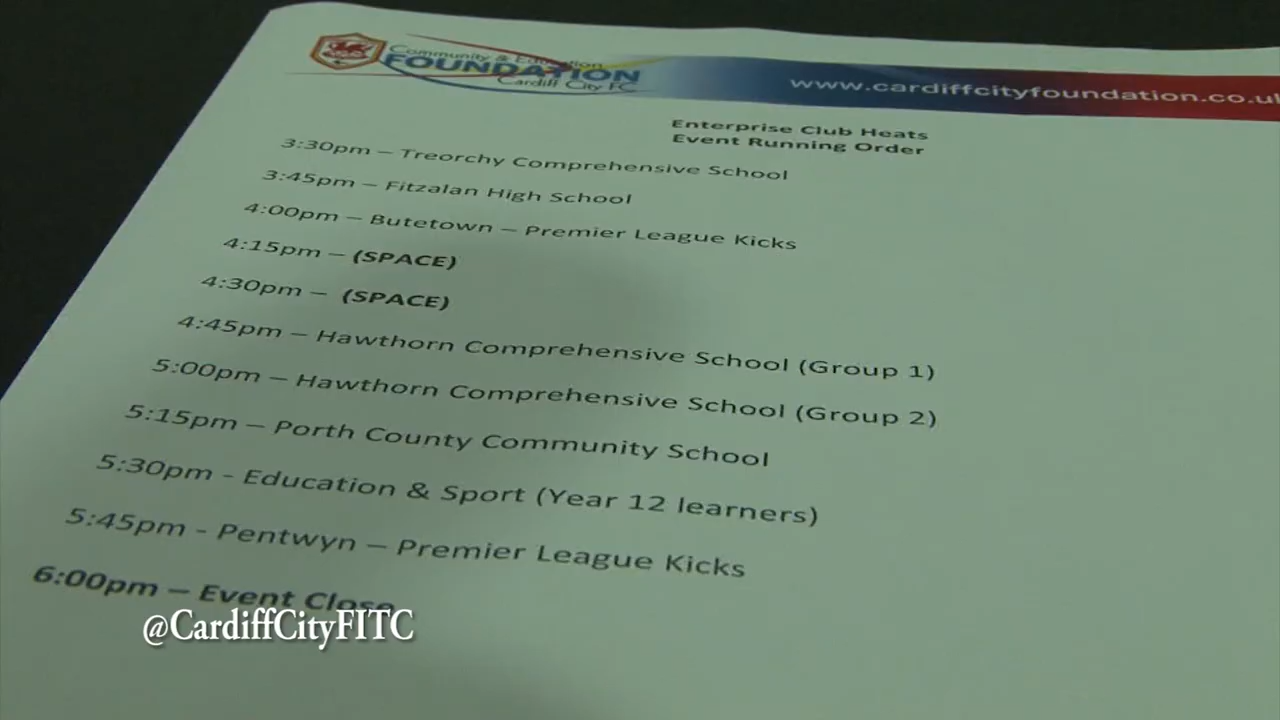 Community & Education
FOUNDATION
Cardiff City FC
www.cardiffcityfoundation.co.uk
Enterprise Club Heats
Event Running Order
3:30pm – Treorchy Comprehensive School
3:45pm – Fitzalan High School
4:00pm – Butetown – Premier League Kicks
4:15pm – (SPACE)
4:30pm – (SPACE)
4:45pm – Hawthorn Comprehensive School (Group 1)
5:00pm – Hawthorn Comprehensive School (Group 2)
5:15pm – Porth County Community School
5:30pm - Education & Sport (Year 12 learners)
5:45pm - Pentwyn – Premier League Kicks
6:00pm – Event Close
@CardiffCityFITC